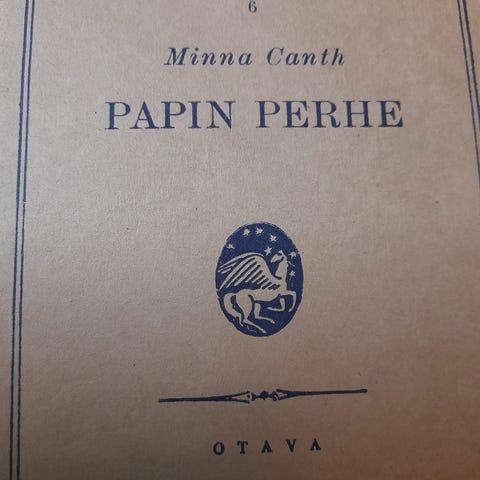 6
Minna Canth
PAPIN PERHE
OTAVA